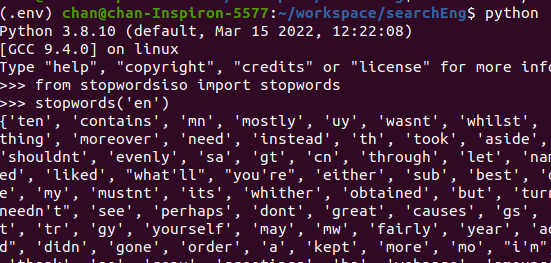 (.env) chan@chan-Inspiron-5577:~/workspace/searchEng$ python
Python 3.8.10 (default, Mar 15 2022, 12:22:08)
[GCC 9.4.0] on linux
Type "help", "copyright", "credits" or "license" for more info
>>> from stopwordsiso import stopwords
>>> stopwords('en')
{'ten', 'contains', 'mn', 'mostly', 'uy', 'wasnt', 'whilst',
thing', 'moreover', 'need', 'instead', 'th', 'took', 'aside',
'shouldnt', 'evenly', 'sa', 'gt', 'cn', 'through', 'let', 'nam
ed', 'liked', "what'll", "you're", 'either', 'sub', 'best', 'c
e', 'my', 'mustnt', 'its', 'whither', 'obtained', 'but', 'turn
needn't", 'see', 'perhaps', 'dont', 'great', 'causes', 'gs',
t', 'tr', 'gy', 'yourself', 'may', 'mw', 'fairly', 'year', 'ac
d", 'didn', 'gone', 'order', 'a', 'kept', 'more', 'mo', "i'm"